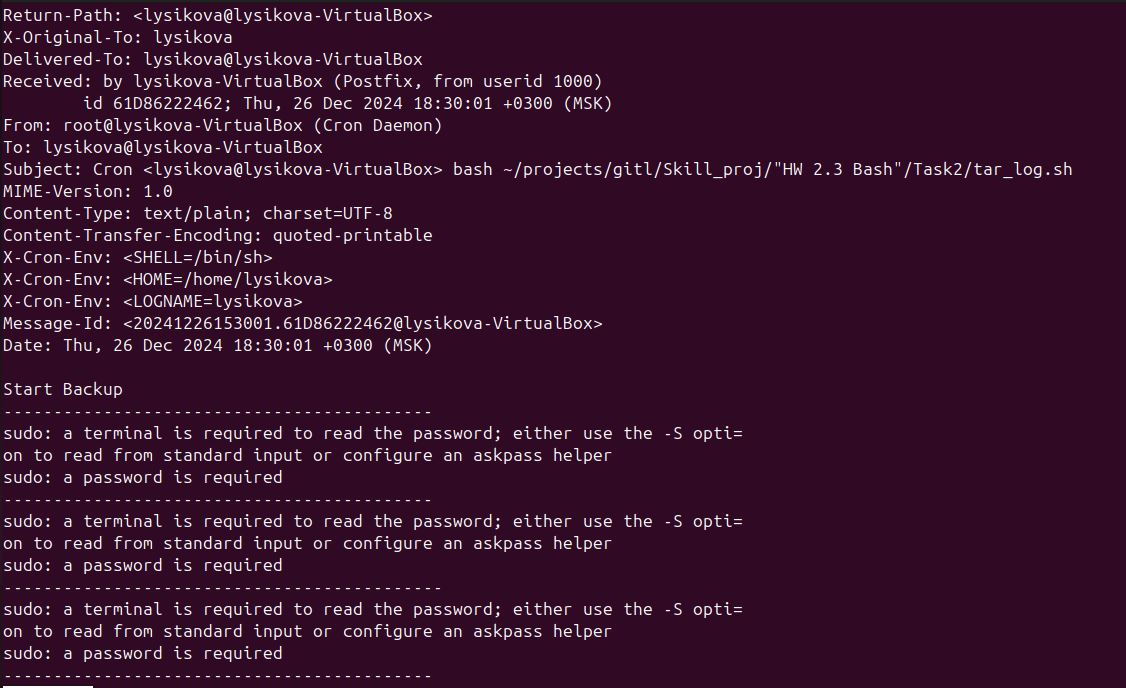 Return-Path: <lysikova@lysikova-VirtualBox>
X-Original-To: lysikova
Delivered-To: lysikova@lysikova-VirtualBox
Received: by lysikova-VirtualBox (Postfix, from userid 1000)
        id 61D86222462; Thu, 26 Dec 2024 18:30:01 +0300 (MSK)
From: root@lysikova-VirtualBox (Cron Daemon)
To: lysikova@lysikova-VirtualBox
Subject: Cron <lysikova@lysikova-VirtualBox> bash ~/projects/gitl/Skill_proj/"HW 2.3 Bash"/Task2/tar_log.sh
MIME-Version: 1.0
Content-Type: text/plain; charset=UTF-8
Content-Transfer-Encoding: quoted-printable
X-Cron-Env: <SHELL=/bin/sh>
X-Cron-Env: <HOME=/home/lysikova>
X-Cron-Env: <LOGNAME=lysikova>
Message-Id: <20241226153001.61D86222462@lysikova-VirtualBox>
Date: Thu, 26 Dec 2024 18:30:01 +0300 (MSK)

Start Backup
-------------------------------------------
sudo: a terminal is required to read the password; either use the -S opti=
on to read from standard input or configure an askpass helper
sudo: a password is required
-------------------------------------------
sudo: a terminal is required to read the password; either use the -S opti=
on to read from standard input or configure an askpass helper
sudo: a password is required
--------------------------------------------
sudo: a terminal is required to read the password; either use the -S opti=
on to read from standard input or configure an askpass helper
sudo: a password is required
-------------------------------------------